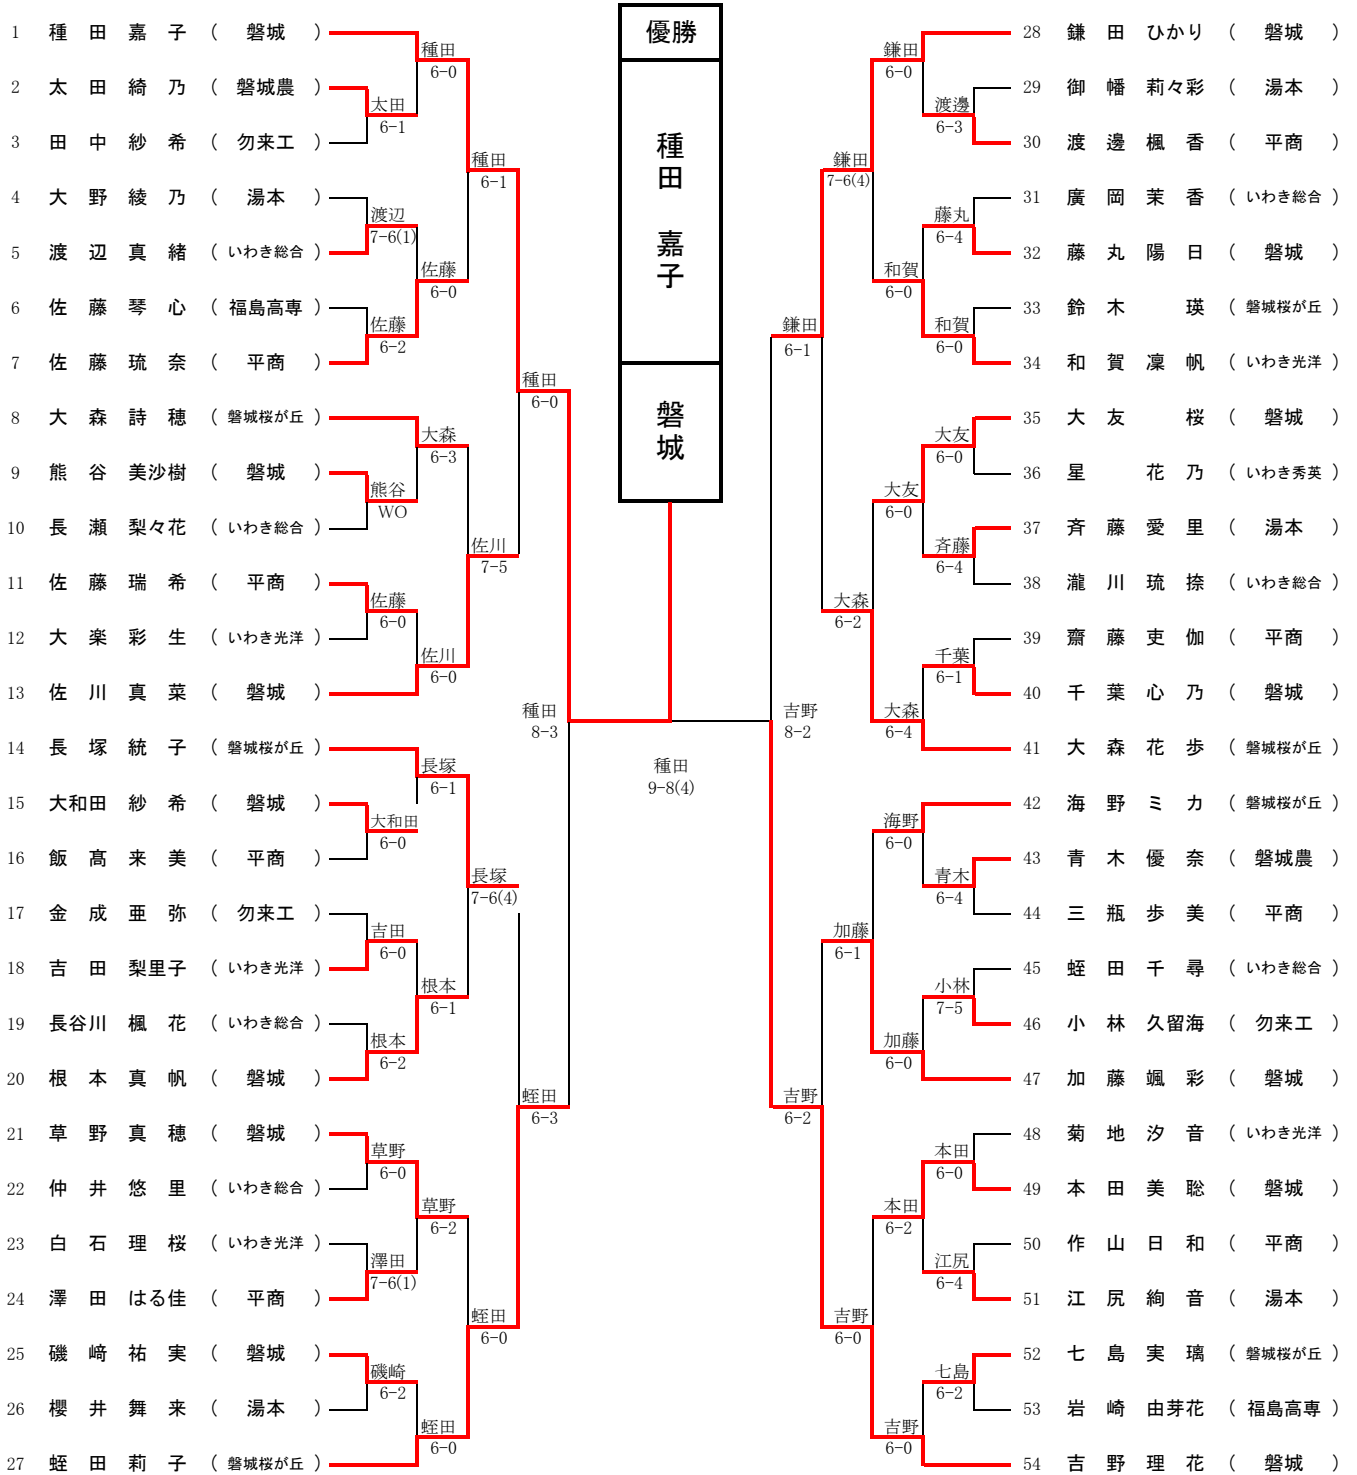 優勝
種田 嘉子
磐城
1 種田嘉子 ( 磐城 )
2 太田綺乃 ( 磐城農 )
3 田中紗希 ( 勿来工 )
4 大野綾乃 ( 湯本 )
5 渡辺真緒 ( いわき総合 )
6 佐藤琴心 ( 福島高専 )
7 佐藤琉奈 ( 平商 )
8 大森詩穂 ( 磐城桜が丘 )
9 熊谷美沙樹 ( 磐城 )
10 長瀬梨々花 ( いわき総合 )
11 佐藤瑞希 ( 平商 )
12 大楽彩生 ( いわき光洋 )
13 佐川真菜 ( 磐城 )
14 長塚統子 ( 磐城桜が丘 )
15 大和田紗希 ( 磐城 )
16 飯髙来美 ( 平商 )
17 金成亜弥 ( 勿来工 )
18 吉田梨里子 ( いわき光洋 )
19 長谷川楓花 ( いわき総合 )
20 根本真帆 ( 磐城 )
21 草野真穂 ( 磐城 )
22 仲井悠里 ( いわき総合 )
23 白石理桜 ( いわき光洋 )
24 澤田はる佳 ( 平商 )
25 磯﨑祐実 ( 磐城 )
26 櫻井舞来 ( 湯本 )
27 蛭田莉子 ( 磐城桜が丘 )
太田
6-1
渡辺
7-6(1)
佐藤
6-2
熊谷
WO
佐藤
6-0
大和田
6-0
吉田
6-0
根本
6-2
草野
6-0
澤田
7-6(1)
磯崎
6-2
種田
6-0
佐藤
6-0
大森
6-3
佐川
6-0
長塚
6-1
根本
6-1
草野
6-2
蛭田
6-0
種田
6-1
佐川
7-5
長塚
7-6(4)
蛭田
6-0
種田
6-0
蛭田
6-3
種田
8-3
種田
9-8(4)
吉野
8-2
鎌田
6-1
吉野
6-2
鎌田
7-6(4)
大森
6-2
加藤
6-1
吉野
6-0
鎌田
6-0
和賀
6-0
大友
6-0
大森
6-4
海野
6-0
加藤
6-0
本田
6-2
吉野
6-0
渡邊
6-3
藤丸
6-4
和賀
6-0
大友
6-0
斉藤
6-4
千葉
6-1
青木
6-4
小林
7-5
本田
6-0
江尻
6-4
七島
6-2
28 鎌田ひかり ( 磐城 )
29 御幡莉々彩 ( 湯本 )
30 渡邊楓香 ( 平商 )
31 廣岡茉香 ( いわき総合 )
32 藤丸陽日 ( 磐城 )
33 鈴木瑛 ( 磐城桜が丘 )
34 和賀凜帆 ( いわき光洋 )
35 大友桜 ( 磐城 )
36 星花乃 ( いわき秀英 )
37 斉藤愛里 ( 湯本 )
38 瀧川琉捺 ( いわき総合 )
39 齋藤吏伽 ( 平商 )
40 千葉心乃 ( 磐城 )
41 大森花歩 ( 磐城桜が丘 )
42 海野ミカ ( 磐城桜が丘 )
43 青木優奈 ( 磐城農 )
44 三瓶歩美 ( 平商 )
45 蛭田千尋 ( いわき総合 )
46 小林久留海 ( 勿来工 )
47 加藤颯彩 ( 磐城 )
48 菊地汐音 ( いわき光洋 )
49 本田美聡 ( 磐城 )
50 作山日和 ( 平商 )
51 江尻絢音 ( 湯本 )
52 七島実璃 ( 磐城桜が丘 )
53 岩崎由芽花 ( 福島高専 )
54 吉野理花 ( 磐城 )